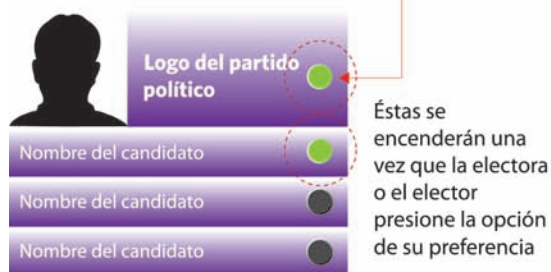 Logo del partido
político
Nombre del candidato
Nombre del candidato
Nombre del candidato
Éstas se
encenderán una
vez que la electora
o el elector
presione la opción
de su preferencia